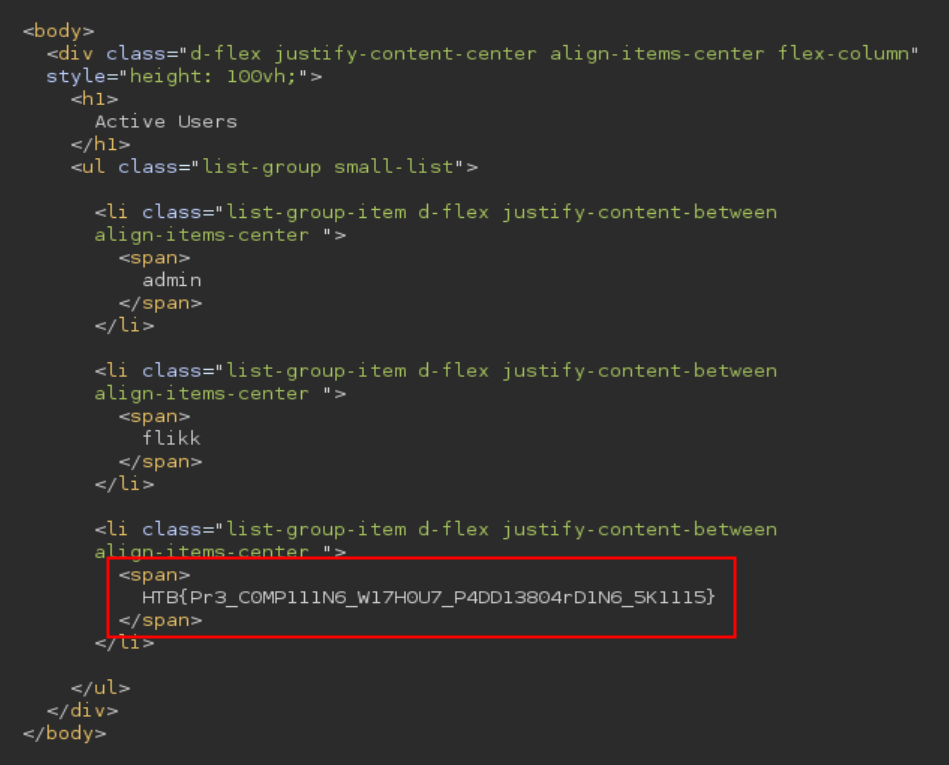 <body>
<div class="d-flex justify-content-center align-items-center flex-column"
style="height: 100vh;">
<h1>
Active Users
</h1>
<ul class="list-group small-list">
<li class="list-group-item d-flex justify-content-between
align-items-center ">
<span>
admin
</span>
</li>
<li class="list-group-item d-flex justify-content-between
align-items-center ">
<span>
flikk
</span>
</li>
<li class="list-group-item d-flex justify-content-between
align-items-center ">
<span>
HTB{Pr3_C0MP111N6_W17H0U7_P4DD13804rD1N6_5K1115}
</span>
</li>
</ul>
</div>
</body>